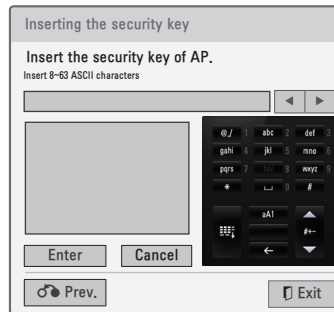 Inserting the security key
Insert the security key of AP.
Insert 8~63 ASCII characters
◀ ▶
@./ 1 abc 2 def 3
gahi 4 jkl 5 mno 6
pqrs 7 tuv 8 wxyz 9
* ⌴ 0 #
aA1
#+-
←
Enter Cancel
Prev. Exit